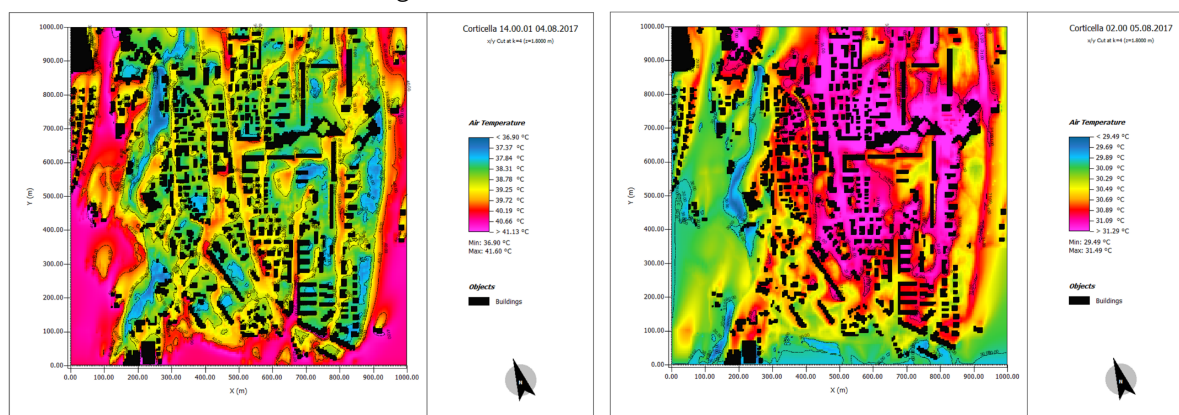 Corticella 14.00.01 04.08.2017
x/y Cut at k=4 (z=1.8000 m)
1000.00
900.00
800.00
700.00
600.00
500.00
400.00
300.00
200.00
100.00
0.00
Y (m)
0.00 100.00 200.00 300.00 400.00 500.00 600.00 700.00 800.00 900.00 1000.00
X (m)
Air Temperature
< 36.90 °C
37.37 °C
37.84 °C
38.31 °C
38.78 °C
39.25 °C
39.72 °C
40.19 °C
40.66 °C
> 41.13 °C
Min: 36.90 °C
Max: 41.60 °C
Objects
Buildings
N
Corticella 02.00 05.08.2017
x/y Cut at k=4 (z=1.8000 m)
1000.00
900.00
800.00
700.00
600.00
500.00
400.00
300.00
200.00
100.00
0.00
Y (m)
0.00 100.00 200.00 300.00 400.00 500.00 600.00 700.00 800.00 900.00 1000.00
X (m)
Air Temperature
< 29.49 °C
29.69 °C
29.89 °C
30.09 °C
30.29 °C
30.49 °C
30.69 °C
30.89 °C
31.09 °C
> 31.29 °C
Min: 29.49 °C
Max: 31.49 °C
Objects
Buildings
N